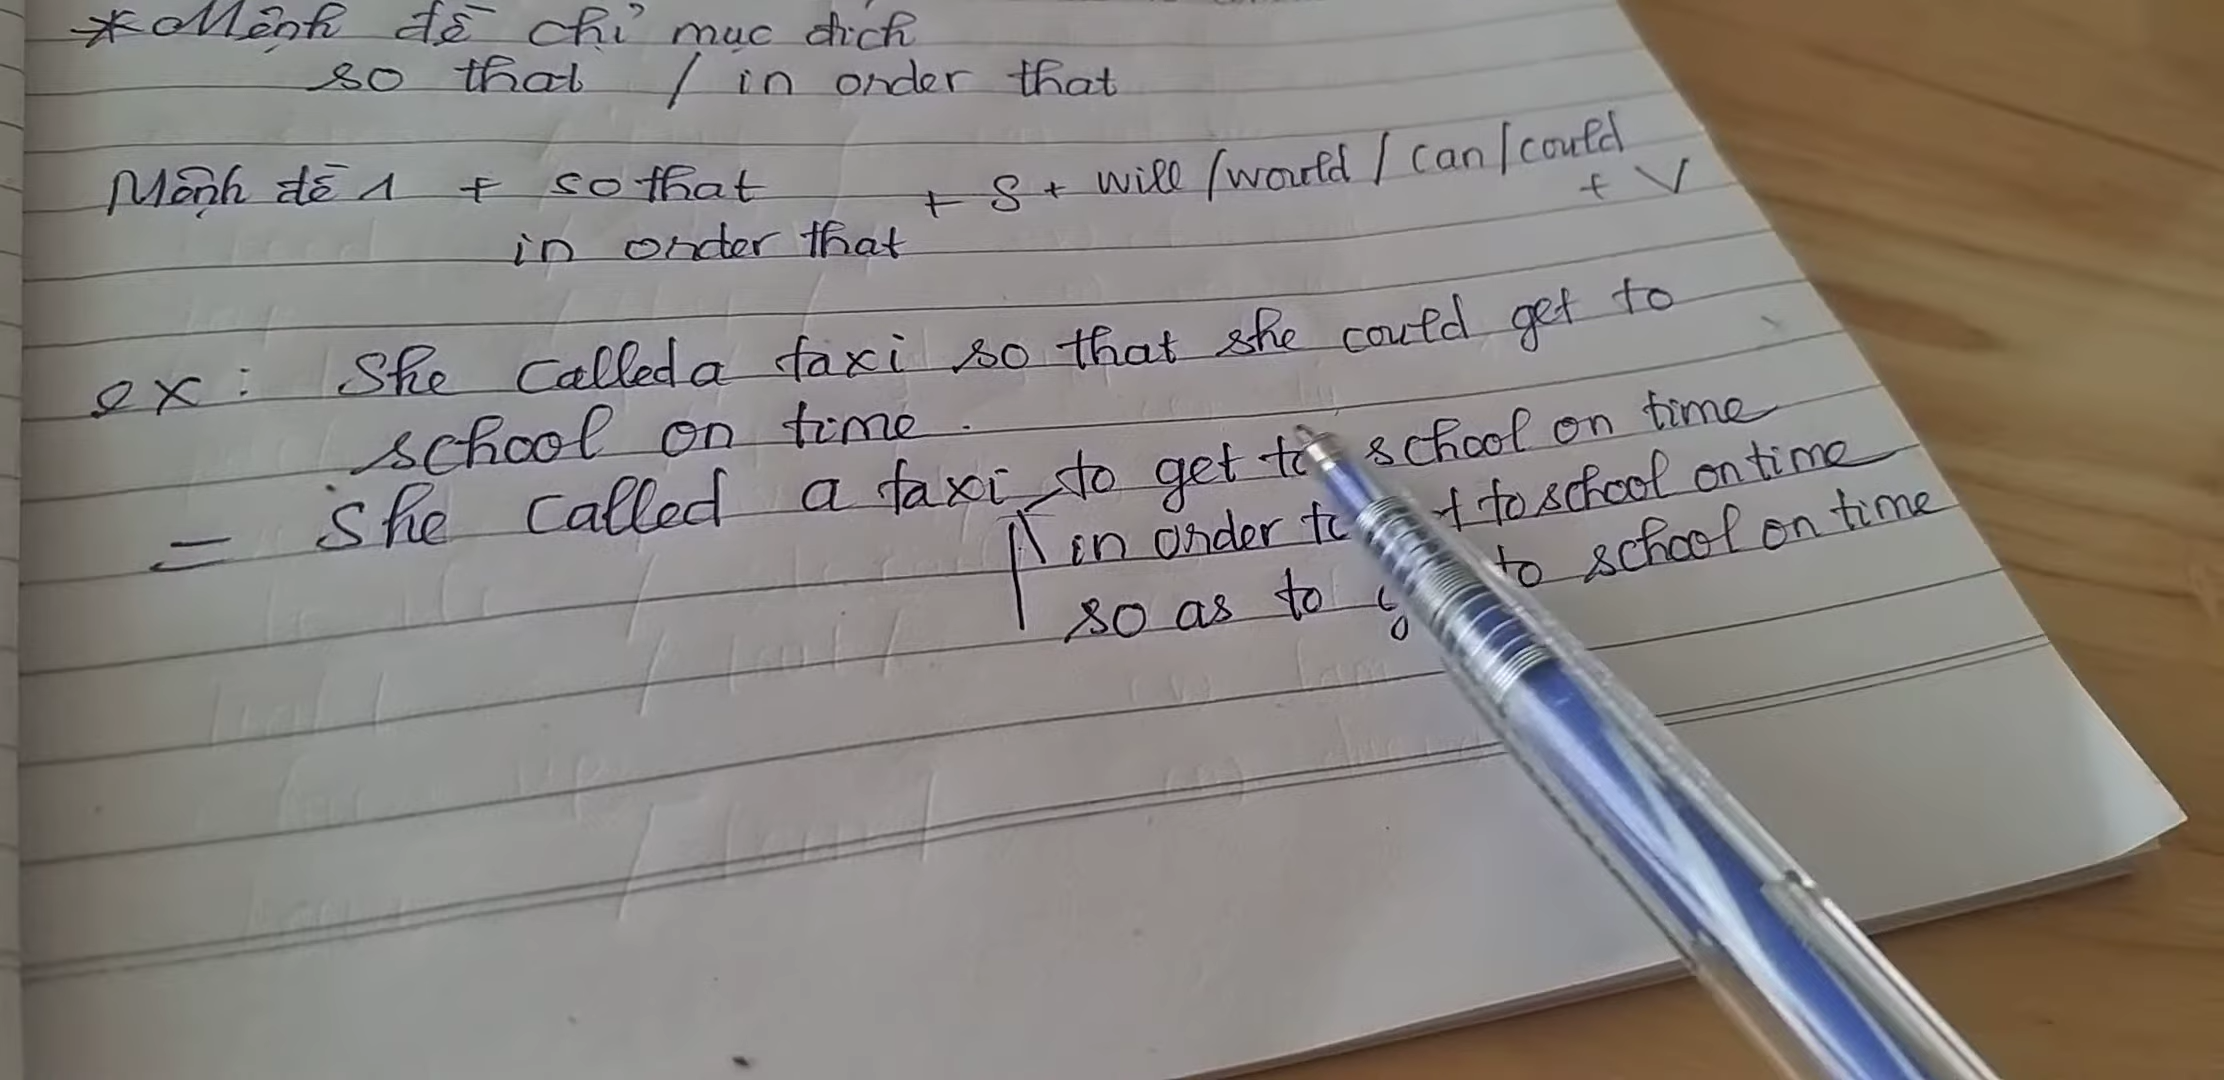 * Mệnh đề chỉ mục đích
so that / in order that
Mệnh đề 1 + so that + S + will / would / can / could
+ V
in order that
ex: She called a taxi so that she could get to
school on time.
= She called a taxi to get to school on time
in order to to school on time
so as to to school on time